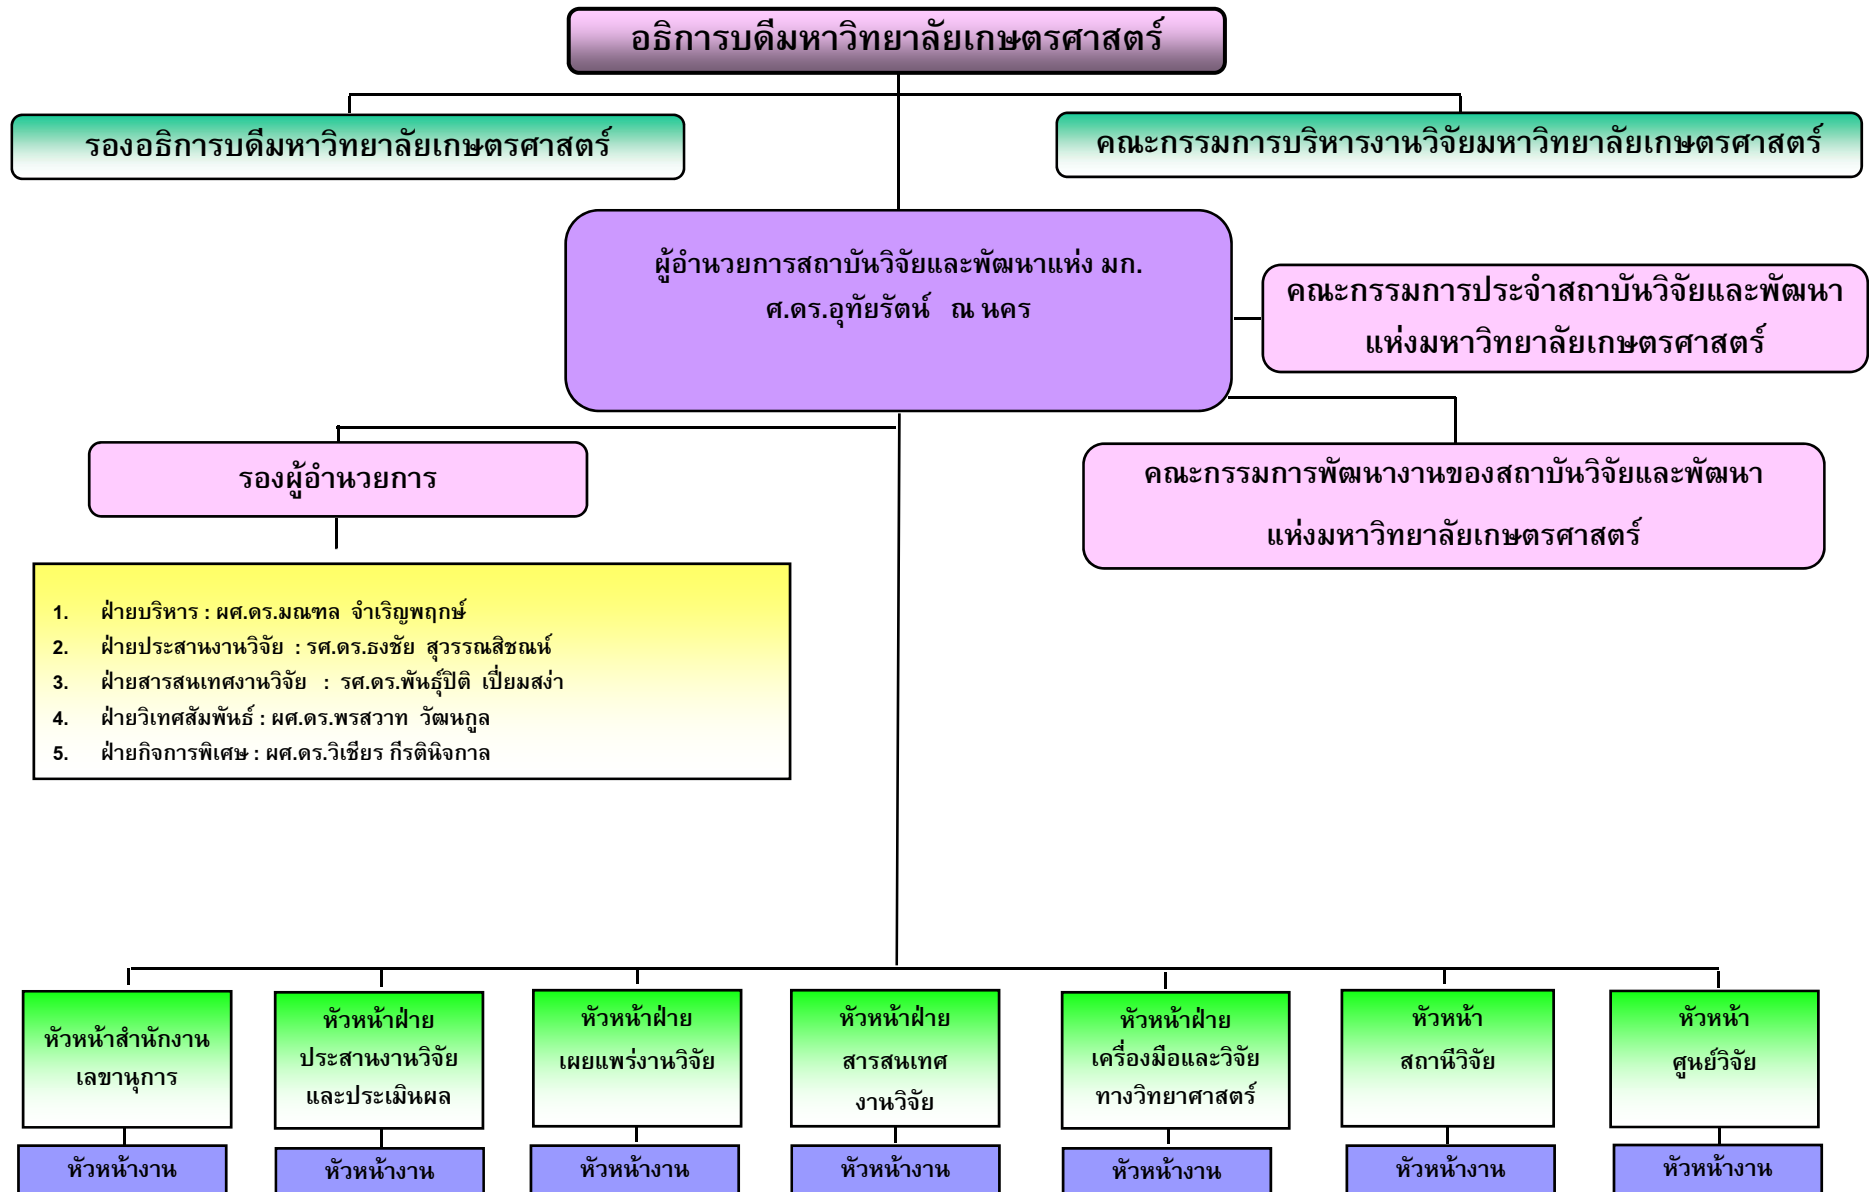 อธิการบดีมหาวิทยาลัยเกษตรศาสตร์
รองอธิการบดีมหาวิทยาลัยเกษตรศาสตร์
คณะกรรมการบริหารงานวิจัยมหาวิทยาลัยเกษตรศาสตร์
ผู้อำนวยการสถาบันวิจัยและพัฒนาแห่ง มก.
ศ.ดร.อุทัยรัตน์ ณ นคร
คณะกรรมการประจำสถาบันวิจัยและพัฒนา
แห่งมหาวิทยาลัยเกษตรศาสตร์
รองผู้อำนวยการ
คณะกรรมการพัฒนางานของสถาบันวิจัยและพัฒนา
แห่งมหาวิทยาลัยเกษตรศาสตร์
1. ฝ่ายบริหาร : ผศ.ดร.มณฑล จำเริญพฤกษ์
2. ฝ่ายประสานงานวิจัย : รศ.ดร.ธงชัย สุวรรณสิชณน์
3. ฝ่ายสารสนเทศงานวิจัย : รศ.ดร.พันธุ์ปิติ เปี่ยมสง่า
4. ฝ่ายวิเทศสัมพันธ์ : ผศ.ดร.พรสวาท วัฒนกูล
5. ฝ่ายกิจการพิเศษ : ผศ.ดร.วิเชียร กีรตินิจกาล
หัวหน้าสำนักงาน
เลขานุการ
หัวหน้าฝ่าย
ประสานงานวิจัย
และประเมินผล
หัวหน้าฝ่าย
เผยแพร่งานวิจัย
หัวหน้าฝ่าย
สารสนเทศ
งานวิจัย
หัวหน้าฝ่าย
เครื่องมือและวิจัย
ทางวิทยาศาสตร์
หัวหน้า
สถานีวิจัย
หัวหน้า
ศูนย์วิจัย
หัวหน้างาน
หัวหน้างาน
หัวหน้างาน
หัวหน้างาน
หัวหน้างาน
หัวหน้างาน
หัวหน้างาน